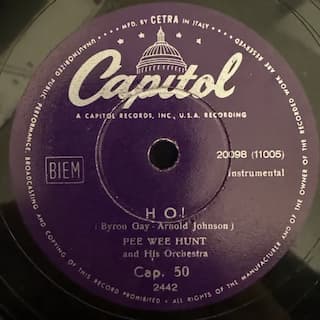 MFD. BY CETRA IN ITALY
UNAUTHORIZED PUBLIC PERFORMANCE, BROADCASTING AND COPYING OF THIS RECORD PROHIBITED
ALL RIGHTS OF THE MANUFACTURER AND OF THE OWNER OF THE RECORDED WORK ARE RESERVED
Capitol
A CAPITOL RECORDS, INC., U.S.A. RECORDING
20098 (11005)
BIEM
instrumental
H O!
(Byron Gay - Arnold Johnson)
PEE WEE HUNT
and His Orchestra
Cap. 50
2442